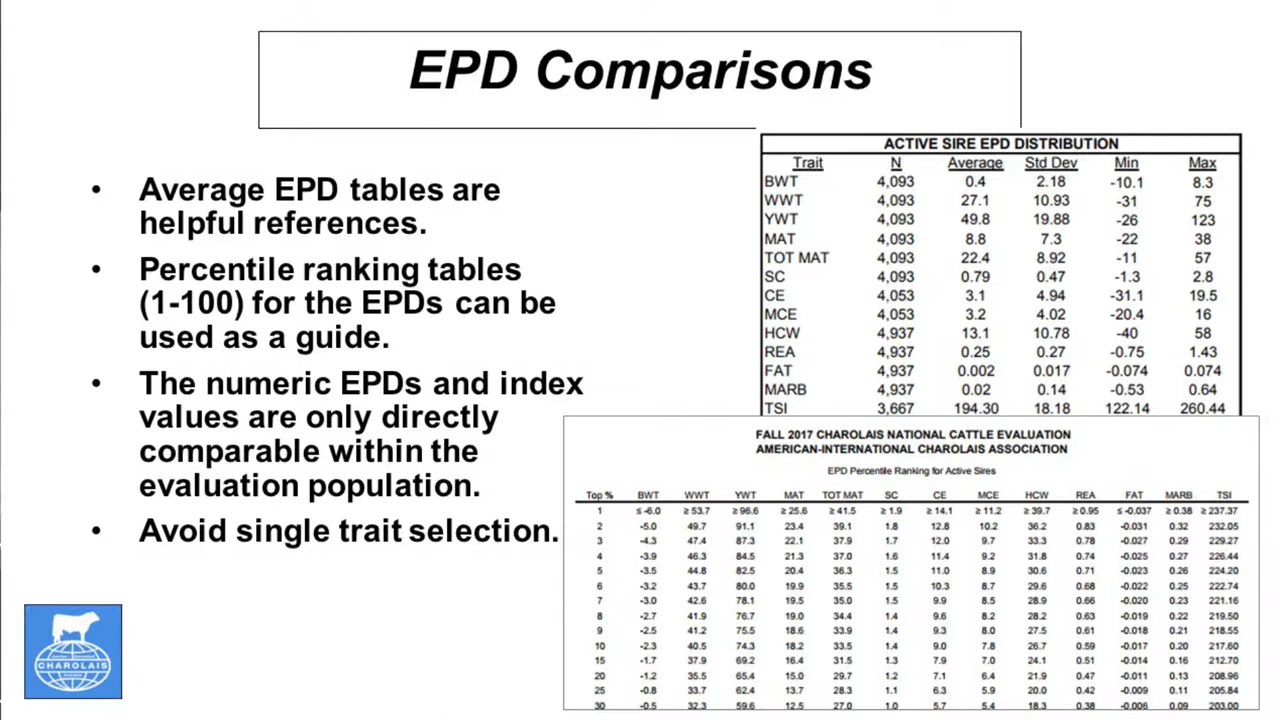 EPD Comparisons
• Average EPD tables are
helpful references.
• Percentile ranking tables
(1-100) for the EPDs can be
used as a guide.
• The numeric EPDs and index
values are only directly
comparable within the
evaluation population.
• Avoid single trait selection.
ACTIVE SIRE EPD DISTRIBUTION
Trait N Average Std Dev Min Max
BWT 4,093 0.4 2.18 -10.1 8.3
WWT 4,093 27.1 10.93 -31 75
YWT 4,093 49.8 19.88 -26 123
MAT 4,093 8.8 7.3 -22 38
TOT MAT 4,093 22.4 8.92 -11 57
SC 4,093 0.79 0.47 -1.3 2.8
CE 4,053 3.1 4.94 -31.1 19.5
MCE 4,053 3.2 4.02 -20.4 16
HCW 4,937 13.1 10.78 -40 58
REA 4,937 0.25 0.27 -0.75 1.43
FAT 4,937 0.002 0.017 -0.074 0.074
MARB 4,937 0.02 0.14 -0.53 0.64
TSI 3,667 194.30 18.18 122.14 260.44
FALL 2017 CHAROLAIS NATIONAL CATTLE EVALUATION
AMERICAN-INTERNATIONAL CHAROLAIS ASSOCIATION
EPD Percentile Ranking for Active Sires
Top % BWT WWT YWT MAT TOT MAT SC CE MCE HCW REA FAT MARB TSI
1 ≤ -6.0 ≥ 53.7 ≥ 96.6 ≥ 25.6 ≥ 41.5 ≥ 1.9 ≥ 14.1 ≥ 11.2 ≥ 39.7 ≥ 0.95 ≤ -0.037 ≥ 0.38 ≥ 237.37
2 -5.0 49.7 91.1 23.4 39.1 1.8 12.8 10.2 36.2 0.83 -0.031 0.32 232.05
3 -4.3 47.4 87.3 22.1 37.9 1.7 12.0 9.7 33.3 0.78 -0.027 0.29 229.27
4 -3.9 46.3 84.5 21.3 37.0 1.6 11.4 9.2 31.8 0.74 -0.025 0.27 226.44
5 -3.5 44.8 82.5 20.4 36.3 1.5 11.0 8.9 30.6 0.71 -0.023 0.26 224.20
6 -3.2 43.7 80.0 19.9 35.5 1.5 10.3 8.7 29.6 0.68 -0.022 0.25 222.74
7 -3.0 42.6 78.1 19.5 35.0 1.5 9.9 8.5 28.9 0.66 -0.020 0.23 221.16
8 -2.7 41.9 76.7 19.0 34.4 1.4 9.6 8.2 28.2 0.63 -0.019 0.22 219.50
9 -2.5 41.2 75.5 18.6 33.9 1.4 9.3 8.0 27.5 0.61 -0.018 0.21 218.55
10 -2.3 40.5 74.3 18.2 33.5 1.4 9.0 7.8 26.7 0.59 -0.017 0.20 217.60
15 -1.7 37.9 69.2 16.4 31.5 1.3 7.9 7.0 24.1 0.51 -0.014 0.16 212.70
20 -1.2 35.5 65.4 15.0 29.7 1.2 7.1 6.4 21.9 0.47 -0.011 0.13 208.96
25 -0.8 33.7 62.4 13.7 28.3 1.1 6.3 5.9 20.0 0.42 -0.009 0.11 205.84
30 -0.5 32.3 59.6 12.5 27.0 1.0 5.7 5.4 18.3 0.38 -0.006 0.09 203.00
CHAROLAIS